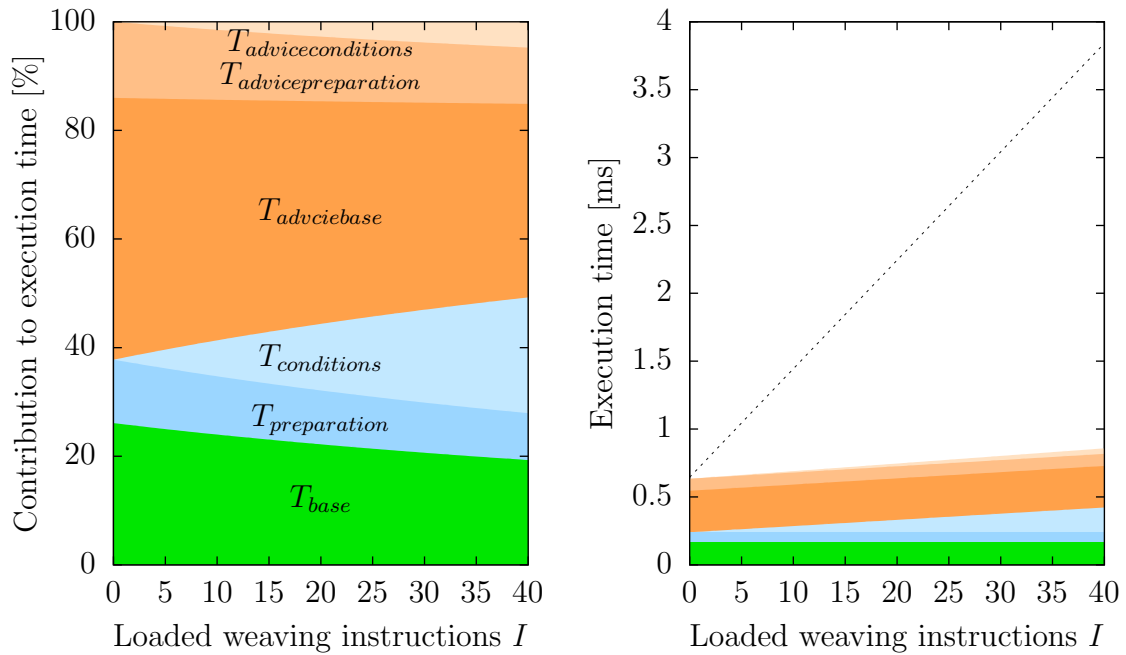 Contribution to execution time [%]
100
80
60
40
20
0
T_adviceconditions
T_advicepreparation
T_advciebase
T_conditions
T_preparation
T_base
0 5 10 15 20 25 30 35 40
Loaded weaving instructions I
Execution time [ms]
4
3.5
3
2.5
2
1.5
1
0.5
0
0 5 10 15 20 25 30 35 40
Loaded weaving instructions I